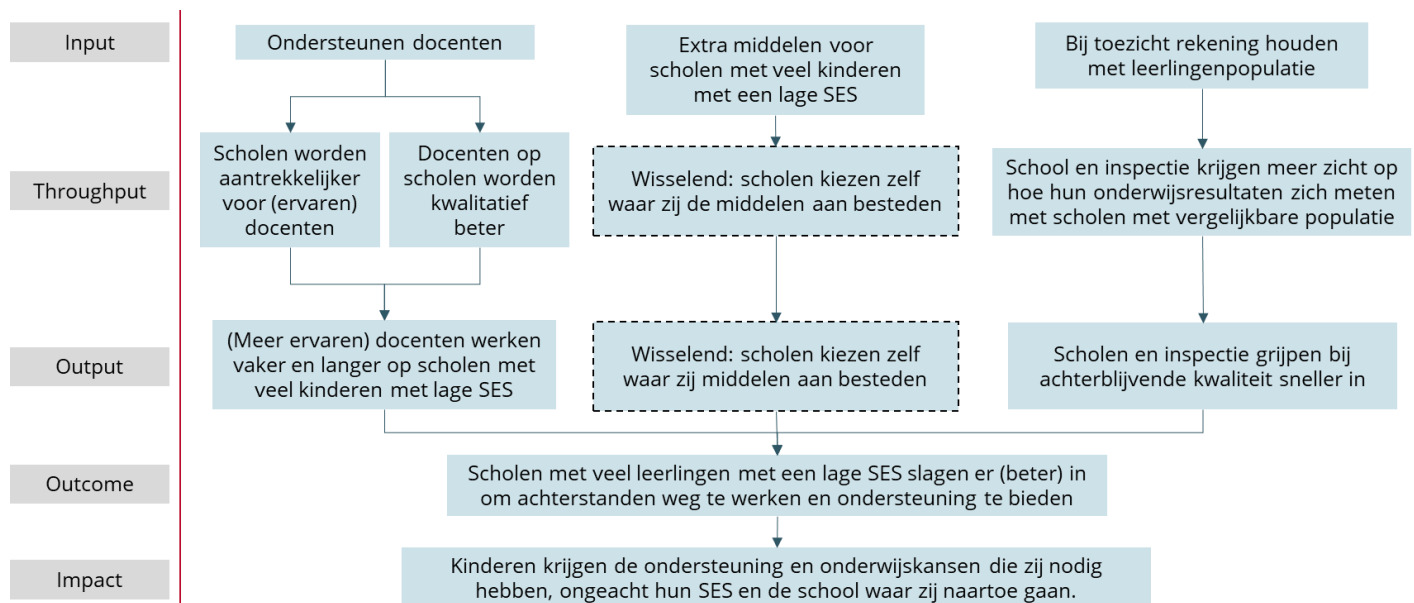 Input
Ondersteunen docenten
Extra middelen voor
scholen met veel kinderen
met een lage SES
Bij toezicht rekening houden
met leerlingenpopulatie
Throughput
Scholen worden
aantrekkelijker
voor (ervaren)
docenten
Docenten op
scholen worden
kwalitatief
beter
Wisselend: scholen kiezen zelf
waar zij de middelen aan besteden
School en inspectie krijgen meer zicht op
hoe hun onderwijsresultaten zich meten
met scholen met vergelijkbare populatie
Output
(Meer ervaren) docenten werken
vaker en langer op scholen met
veel kinderen met lage SES
Wisselend: scholen kiezen zelf
waar zij middelen aan besteden
Scholen en inspectie grijpen bij
achterblijvende kwaliteit sneller in
Outcome
Scholen met veel leerlingen met een lage SES slagen er (beter) in
om achterstanden weg te werken en ondersteuning te bieden
Impact
Kinderen krijgen de ondersteuning en onderwijskansen die zij nodig
hebben, ongeacht hun SES en de school waar zij naartoe gaan.